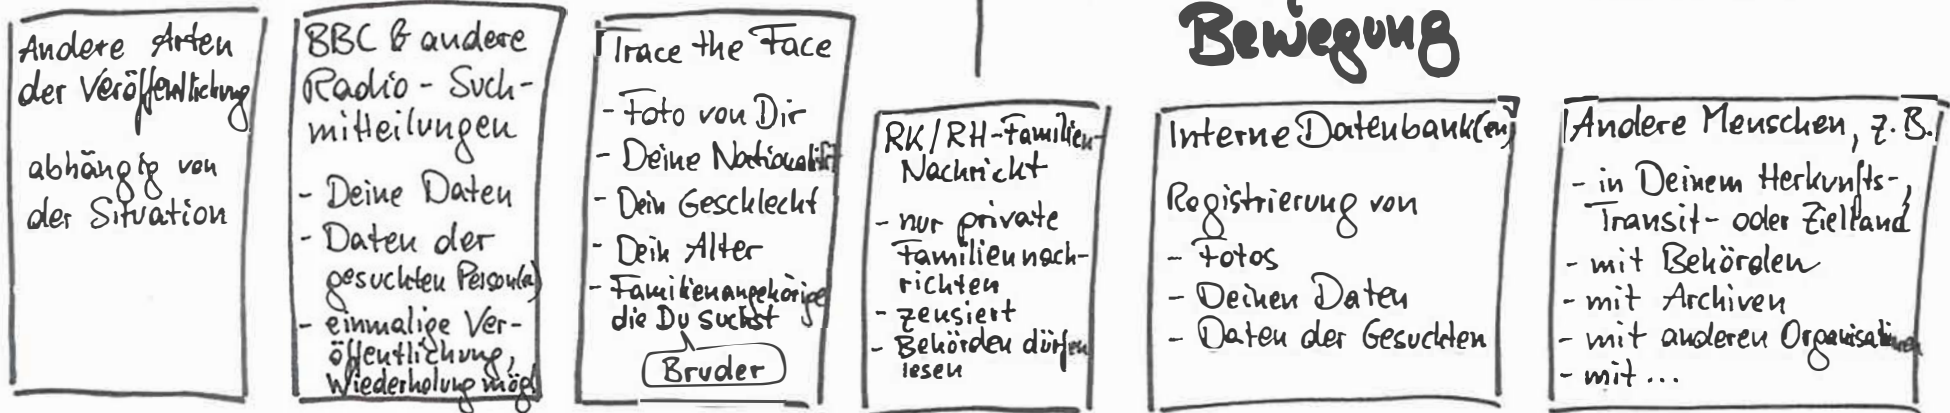 Bewegung
Andere Arten
der Veröffentlichung
abhängig von
der Situation
BBC & andere
Radio - Such-
mitteilungen
- Deine Daten
- Daten der
gesuchten Person(en)
- einmalige Ver-
öffentlichung,
Wiederholung mögl
Trace the Face
- Foto von Dir
- Deine Nationalität
- Dein Geschlecht
- Dein Alter
- Familienangehörige
die Du suchst
Bruder
RK/RH-Familien-
Nachricht
- nur private
Familiennach-
richten
- zensiert
- Behörden dürfen
lesen
Interne Datenbank(en)
Registrierung von
- Fotos
- Deinen Daten
- Daten der Gesuchten
Andere Menschen, z.B.
- in Deinem Herkunfts-,
Transit- oder Zielland
- mit Behörden
- mit Archiven
- mit anderen Organisationen
- mit ...